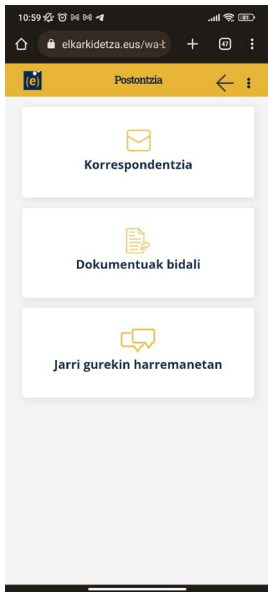 10:59
elkarkidetza.eus/wa-b
47
(e)
Postontzia
Korrespondentzia
Dokumentuak bidali
Jarri gurekin harremanetan